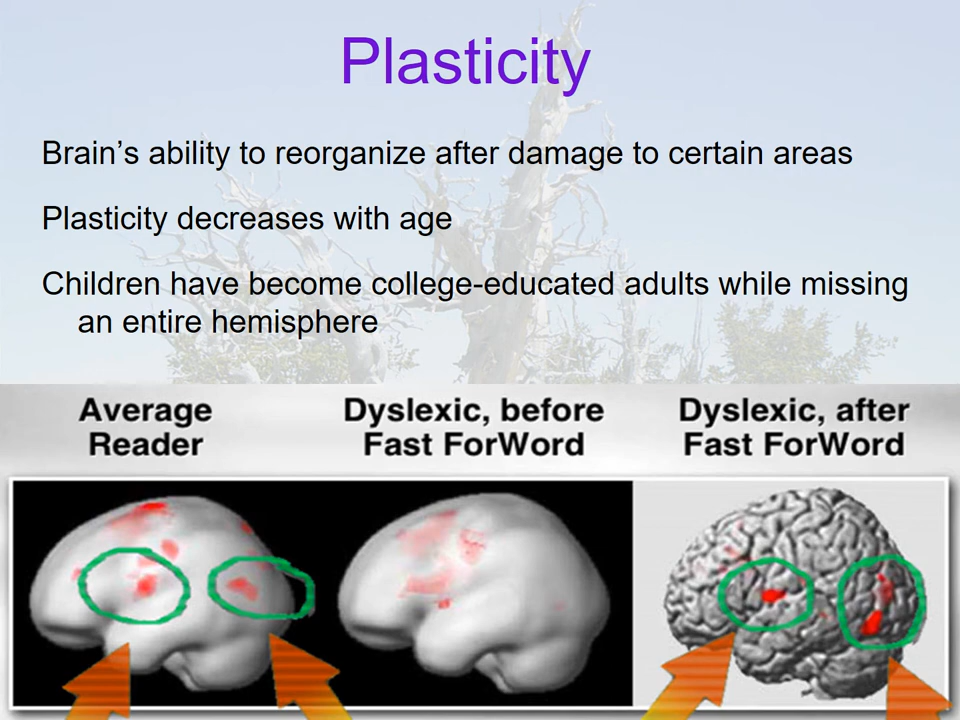 Plasticity
Brain’s ability to reorganize after damage to certain areas
Plasticity decreases with age
Children have become college-educated adults while missing
an entire hemisphere
Average
Reader
Dyslexic, before
Fast ForWord
Dyslexic, after
Fast ForWord